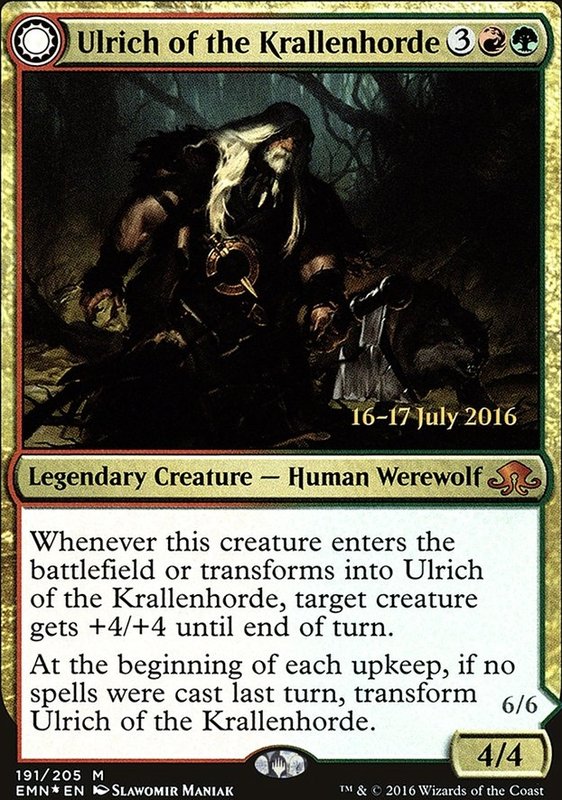 Ulrich of the Krallenhorde 3
16–17 July 2016
Legendary Creature — Human Werewolf
Whenever this creature enters the
battlefield or transforms into Ulrich
of the Krallenhorde, target creature
gets +4/+4 until end of turn.
At the beginning of each upkeep, if no
spells were cast last turn, transform
Ulrich of the Krallenhorde.
6/6
4/4
191/205 M
EMN★EN Slawomir Maniak
™ & © 2016 Wizards of the Coast